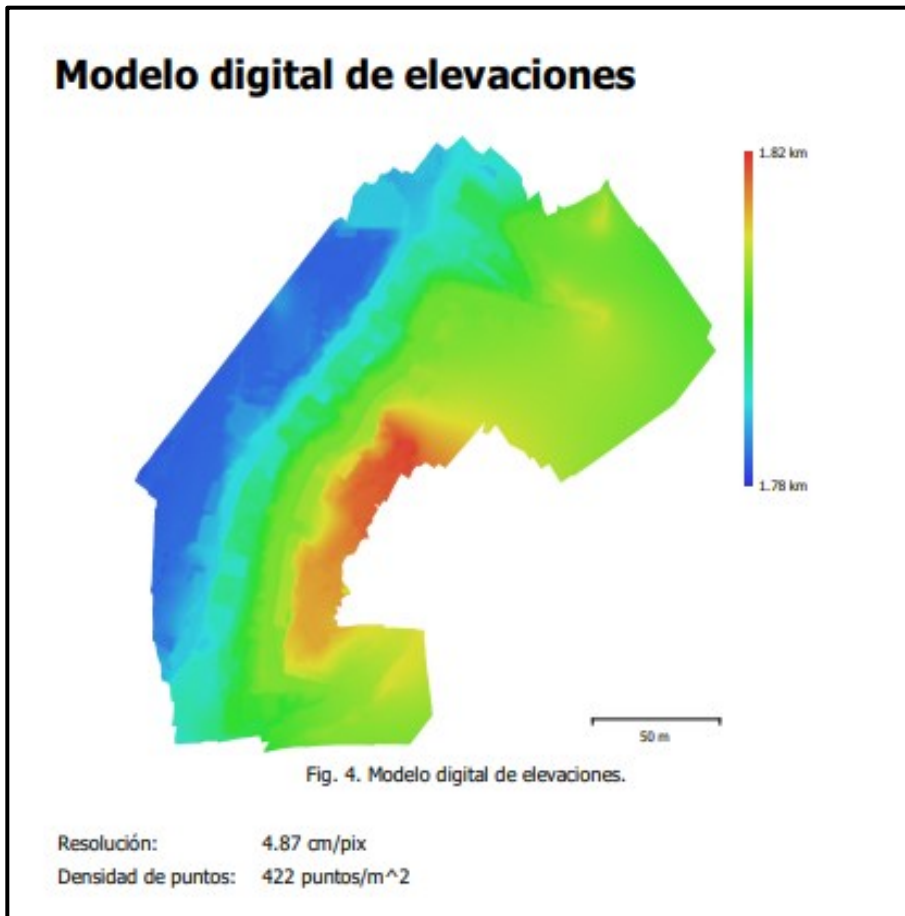 Modelo digital de elevaciones
1.82 km
1.78 km
50 m
Fig. 4. Modelo digital de elevaciones.
Resolución: 4.87 cm/pix
Densidad de puntos: 422 puntos/m^2